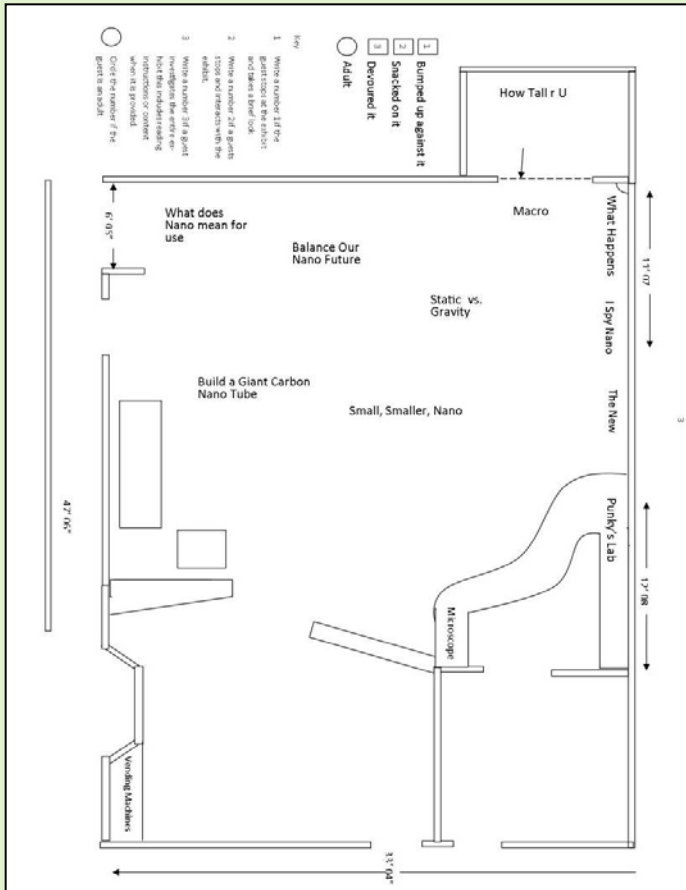 Key
1 Write a number 1 if the
guest stops at the exhibit
and takes a brief look
2 Write a number 2 if a guests
stops and interacts with the
exhibit.
3 Write a number 3 if a guest
investigates the entire ex-
hibit this includes reading
instructions or content
when it is provided.
Circle the number if the
guest is an adult
1 Bumped up against it
2 Snacked on it
3 Devoured it
Adult
How Tall r U
Macro
What does
Nano mean for
use
Balance Our
Nano Future
Static vs.
Gravity
Build a Giant Carbon
Nano Tube
Small, Smaller, Nano
What Happens
I Spy Nano
The New
Punky's Lab
Microscope
Vending Machines
6' 05"
11' 07
12' 08
47' 06"
33' 04"
3